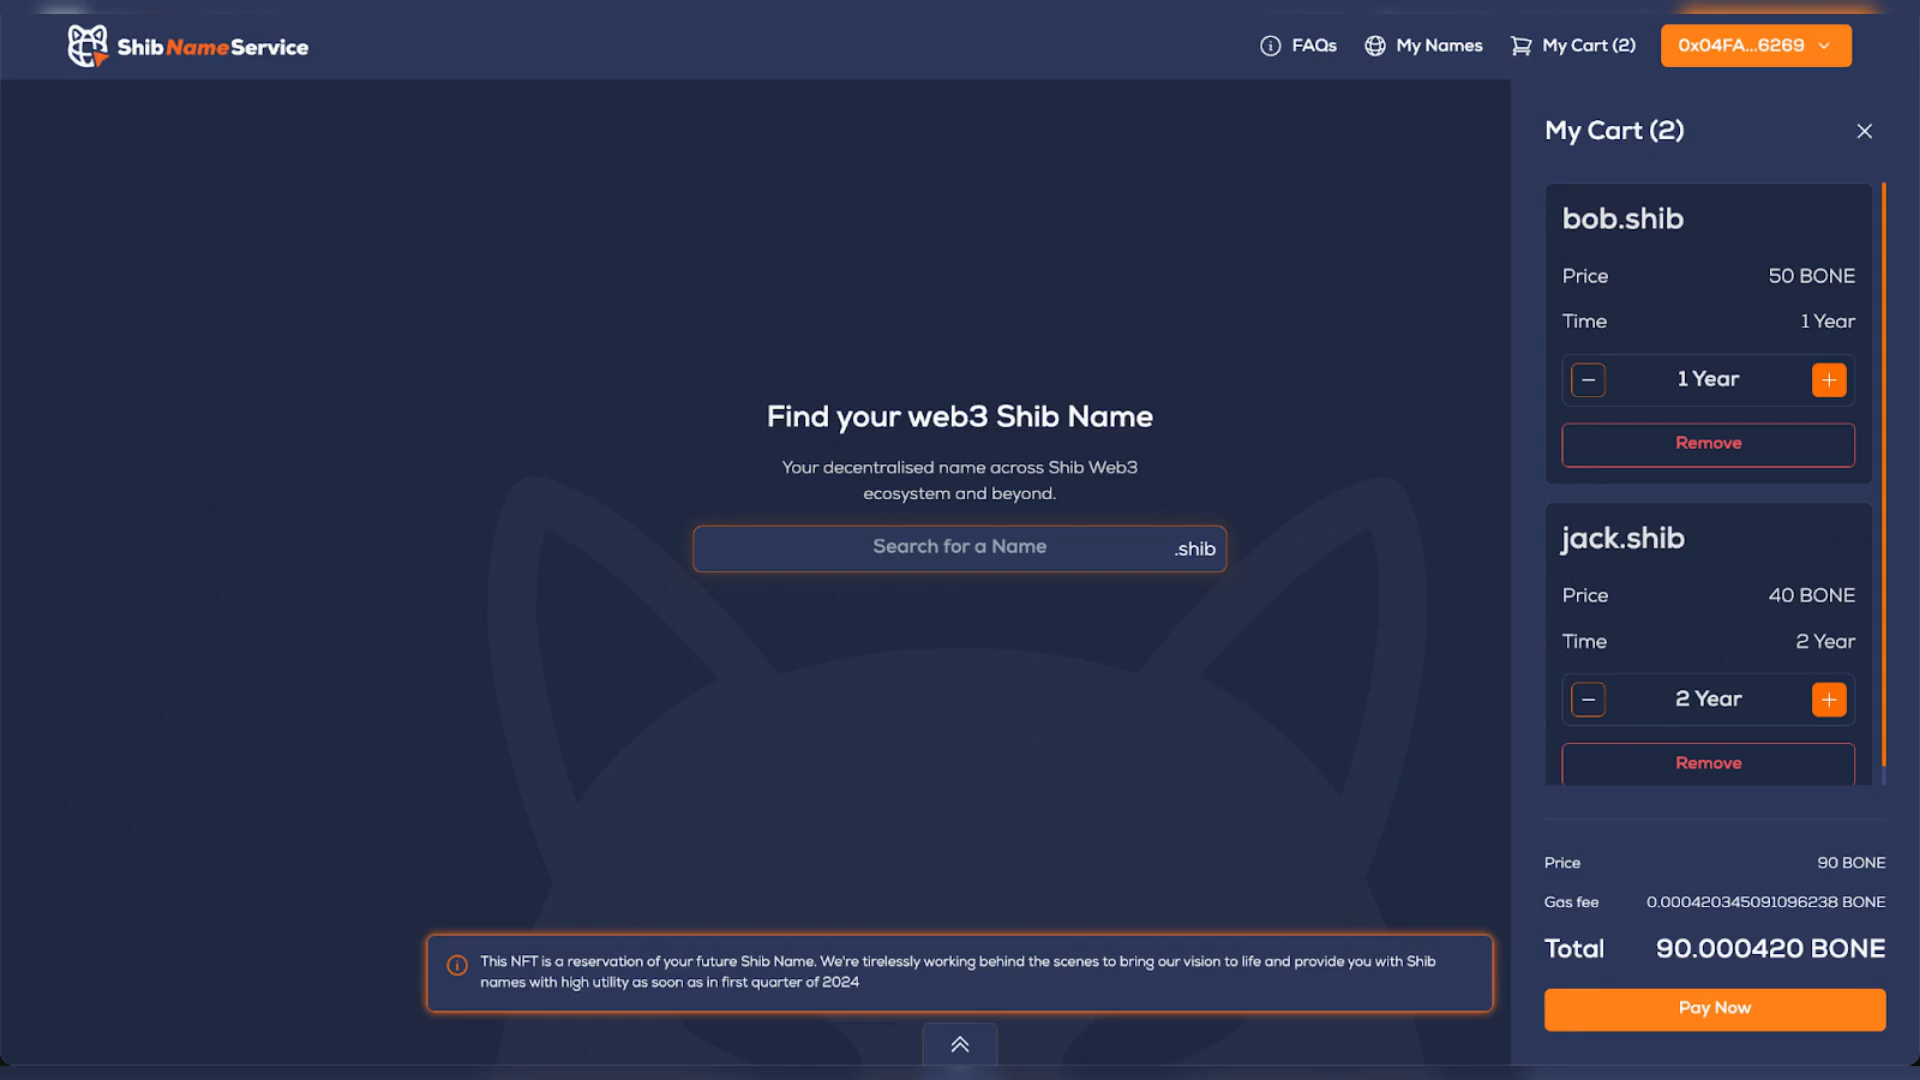 ShibNameService
FAQs
My Names
My Cart (2)
0x04FA...6269
My Cart (2)
bob.shib
Price 50 BONE
Time 1 Year
1 Year
Remove
jack.shib
Price 40 BONE
Time 2 Year
2 Year
Remove
Price 90 BONE
Gas fee 0.000420345091096238 BONE
Total 90.000420 BONE
Pay Now
Find your web3 Shib Name
Your decentralised name across Shib Web3
ecosystem and beyond.
Search for a Name .shib
This NFT is a reservation of your future Shib Name. We're tirelessly working behind the scenes to bring our vision to life and provide you with Shib
names with high utility as soon as in first quarter of 2024